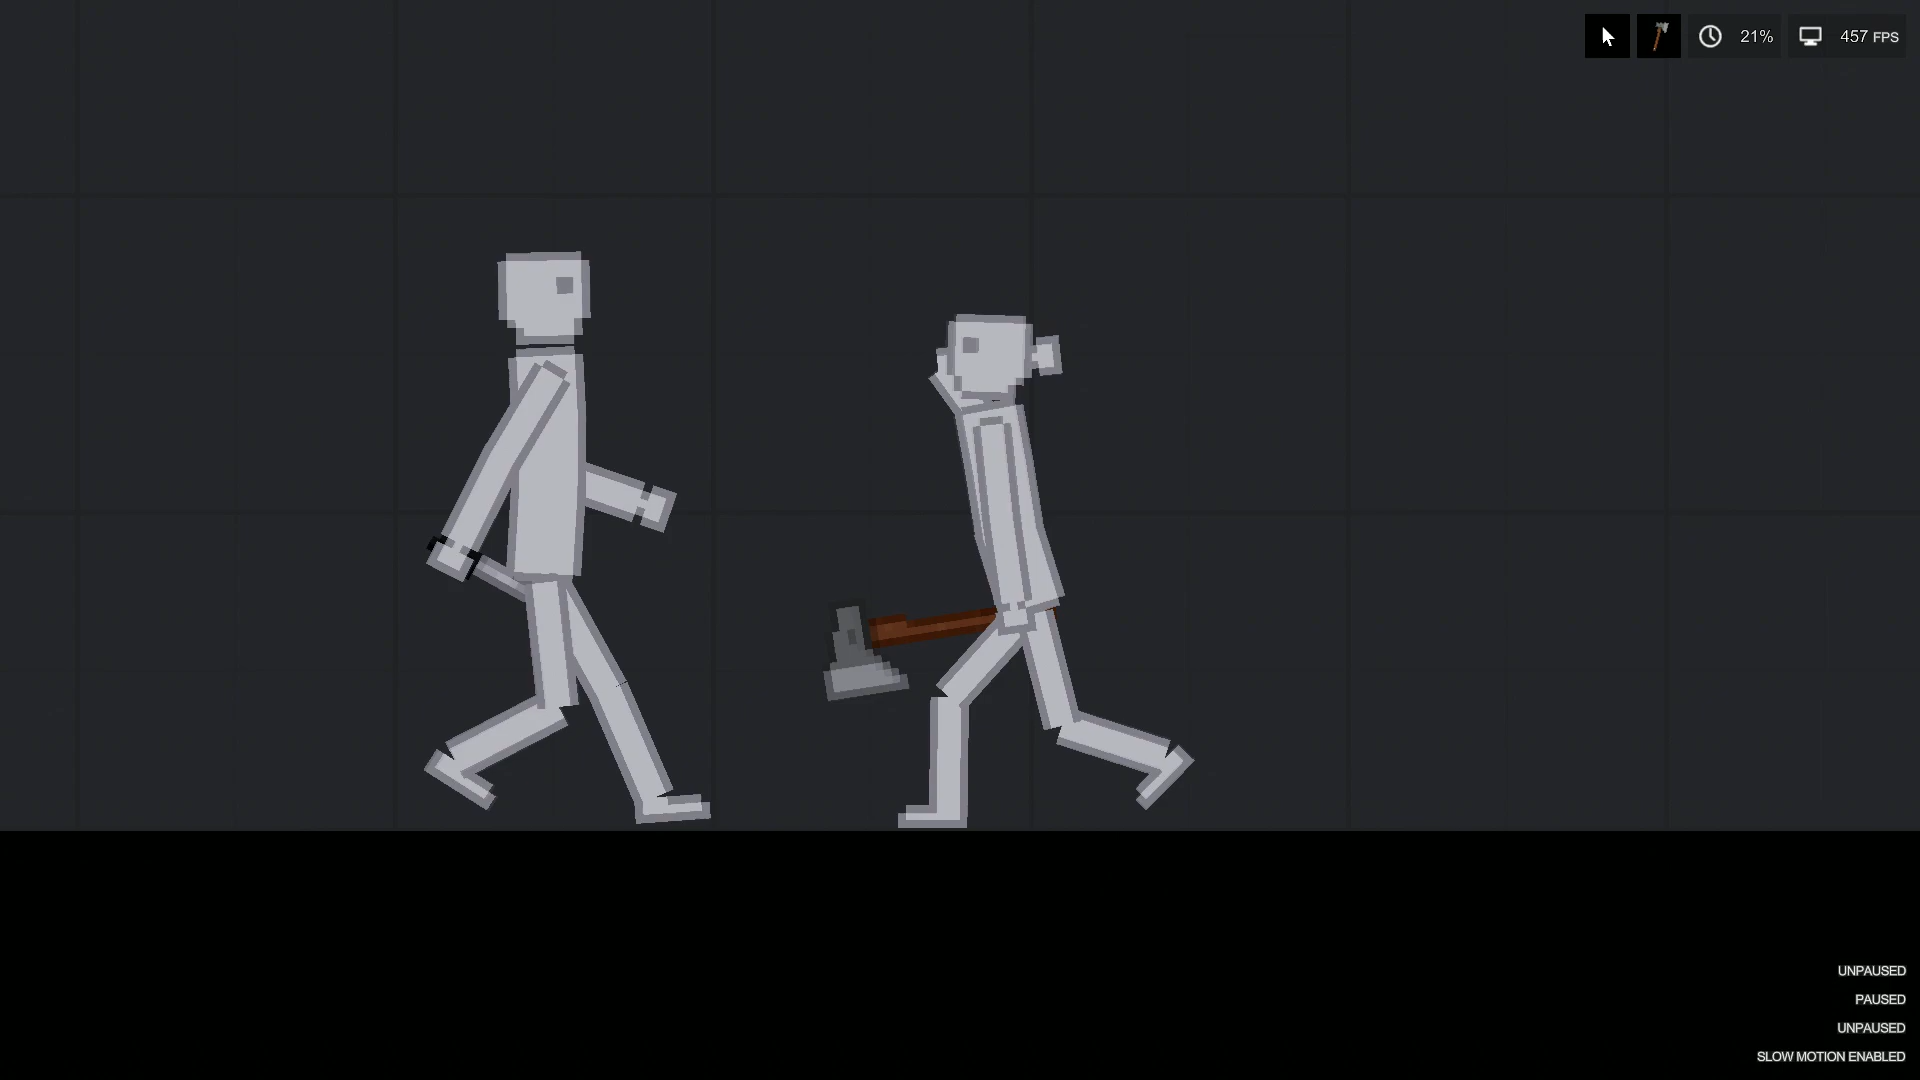 21%
457 FPS
UNPAUSED
PAUSED
UNPAUSED
SLOW MOTION ENABLED